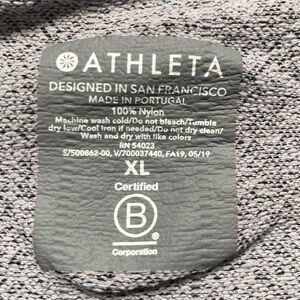 ATHLETA
DESIGNED IN SAN FRANCISCO
MADE IN PORTUGAL
100% Nylon
Machine wash cold/Do not bleach/Tumble
dry low/Cool iron if needed/Do not dry clean/
Wash and dry with like colors
RN 54023
S/500862-00, V/700037440, FA19, 05/19
XL
Certified
B
Corporation